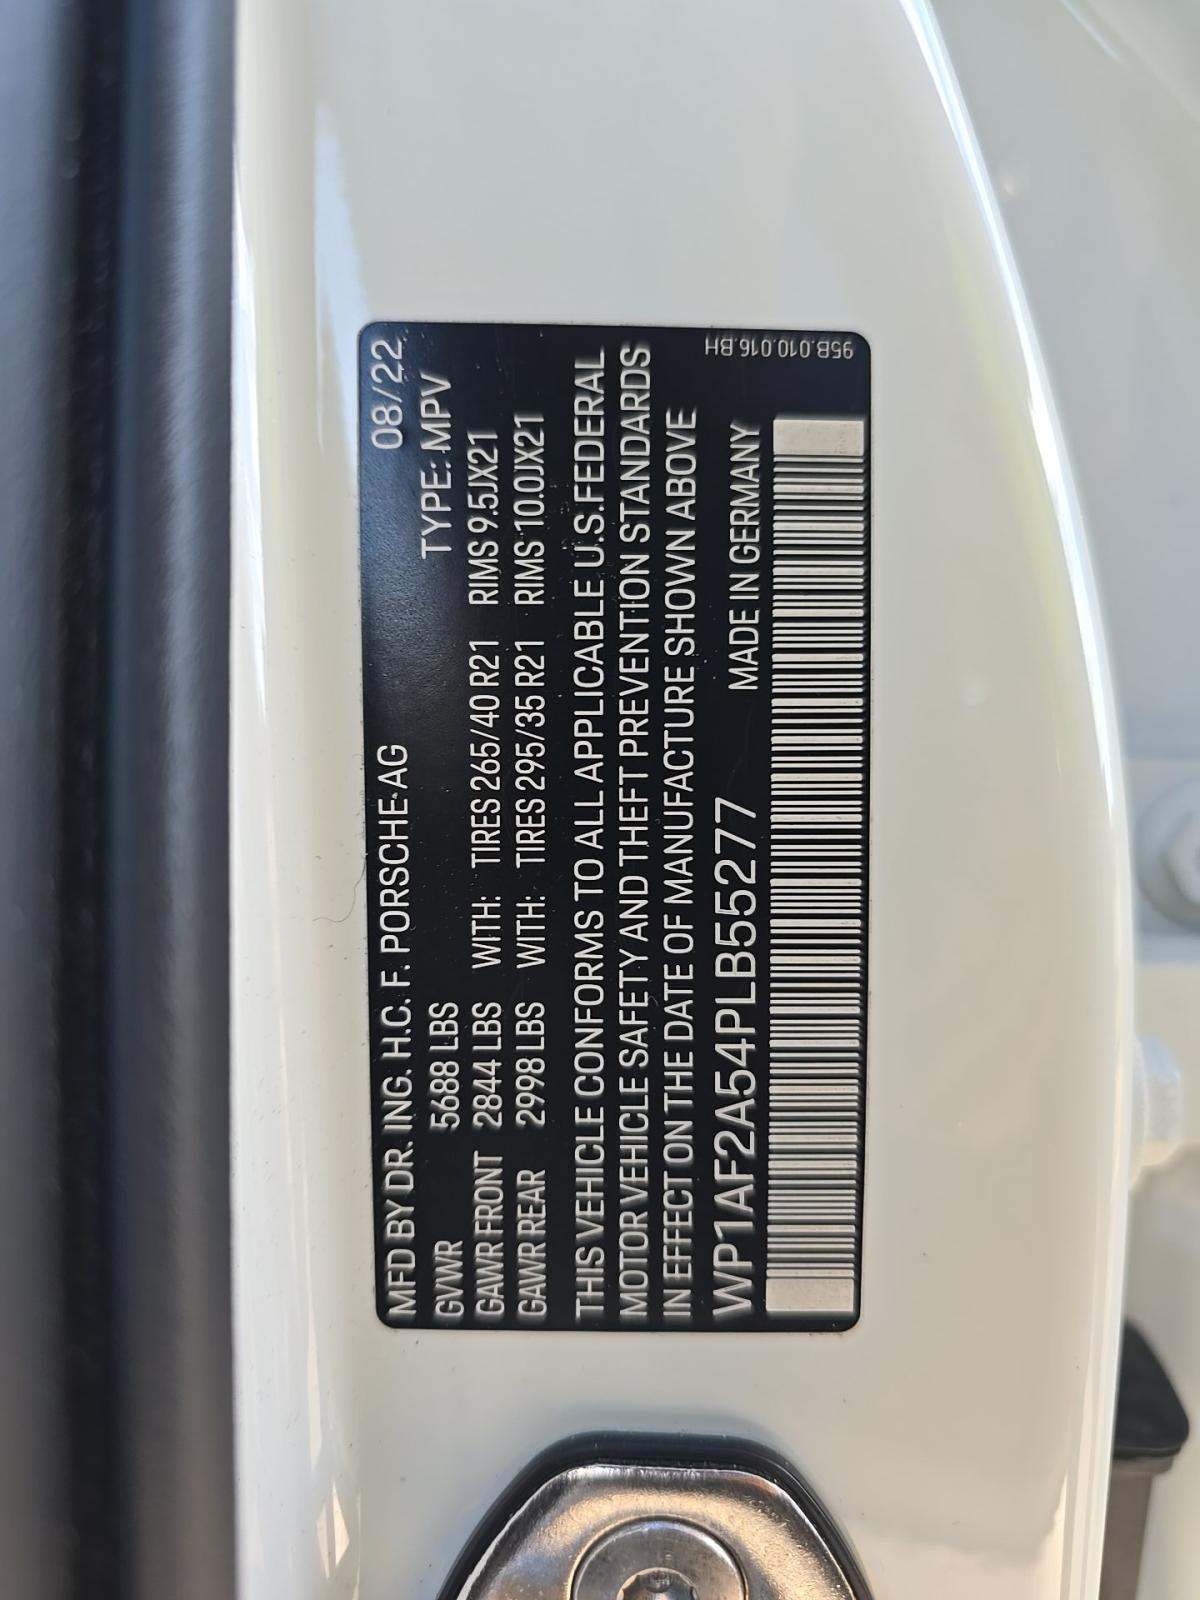 MFD BY DR. ING. H.C. F. PORSCHE AG 08/22
GVWR 5688 LBS TYPE: MPV
GAWR FRONT 2844 LBS WITH: TIRES 265/40 R21 RIMS 9.5JX21
GAWR REAR 2998 LBS WITH: TIRES 295/35 R21 RIMS 10.0JX21
THIS VEHICLE CONFORMS TO ALL APPLICABLE U.S.FEDERAL
MOTOR VEHICLE SAFETY AND THEFT PREVENTION STANDARDS
IN EFFECT ON THE DATE OF MANUFACTURE SHOWN ABOVE
WP1AF2A54PLB55277 MADE IN GERMANY
95B.010.016.BH